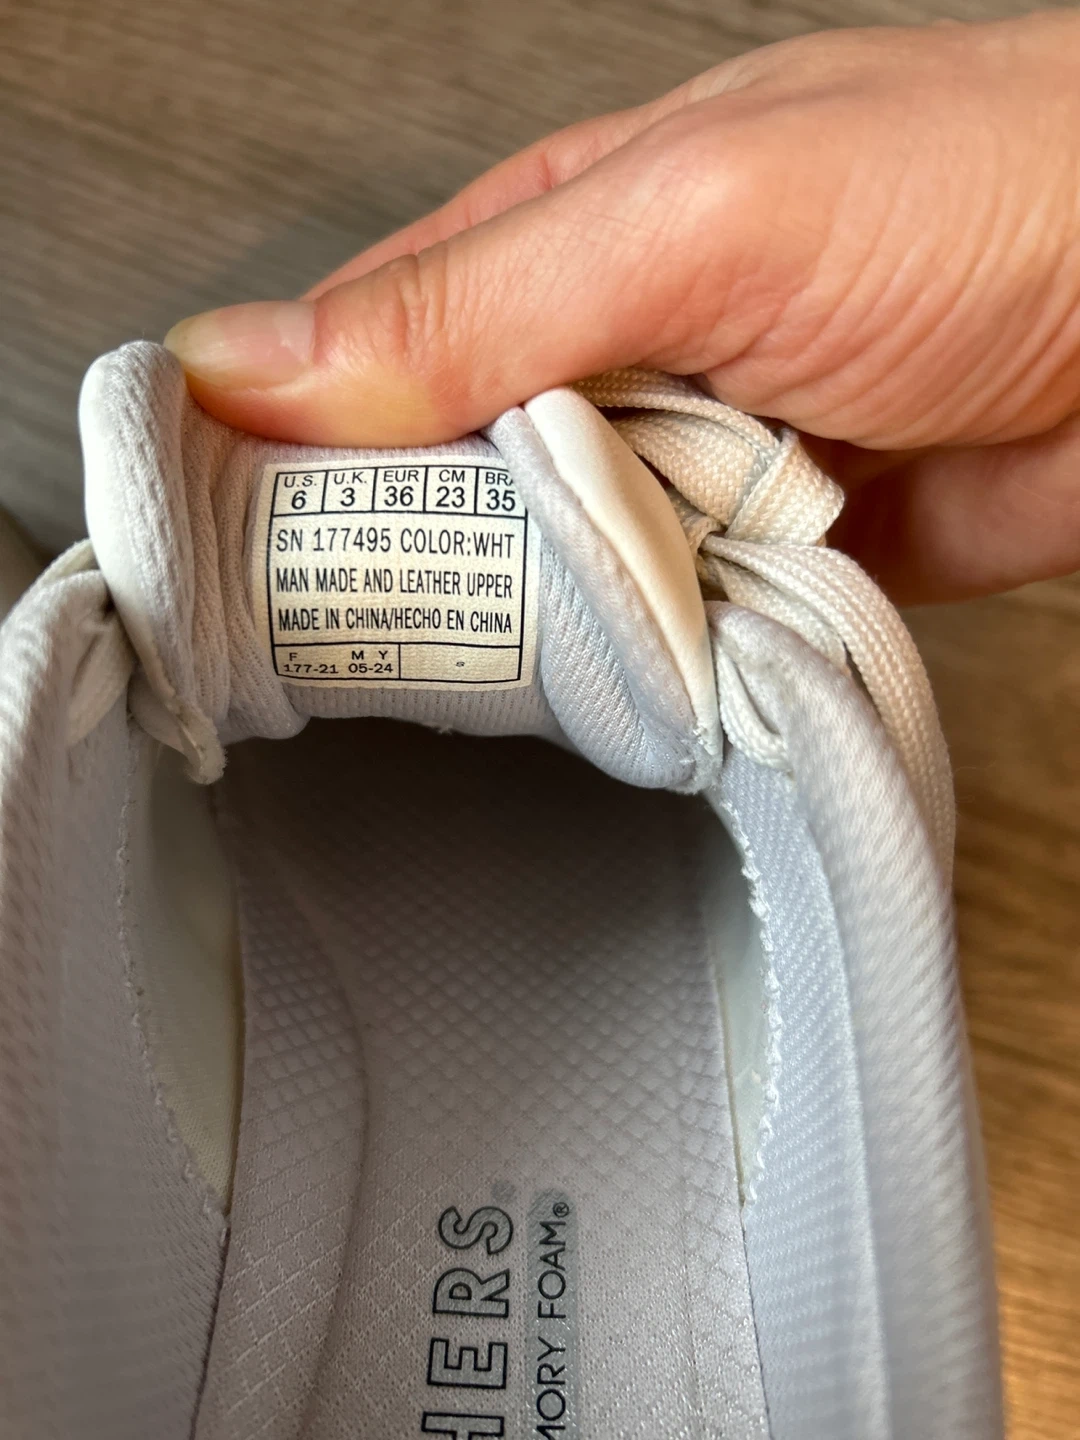 U.S. U.K. EUR CM BRA
6 3 36 23 35
SN 177495 COLOR:WHT
MAN MADE AND LEATHER UPPER
MADE IN CHINA/HECHO EN CHINA
F M Y
177-21 05-24
HERS®
MORY FOAM®